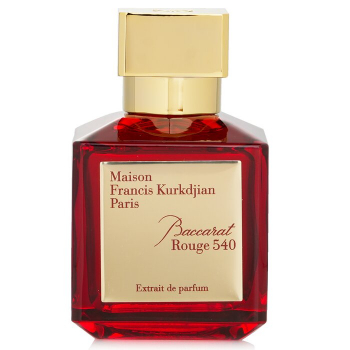 Maison
Francis Kurkdjian
Paris
Baccarat
Rouge 540
Extrait de parfum